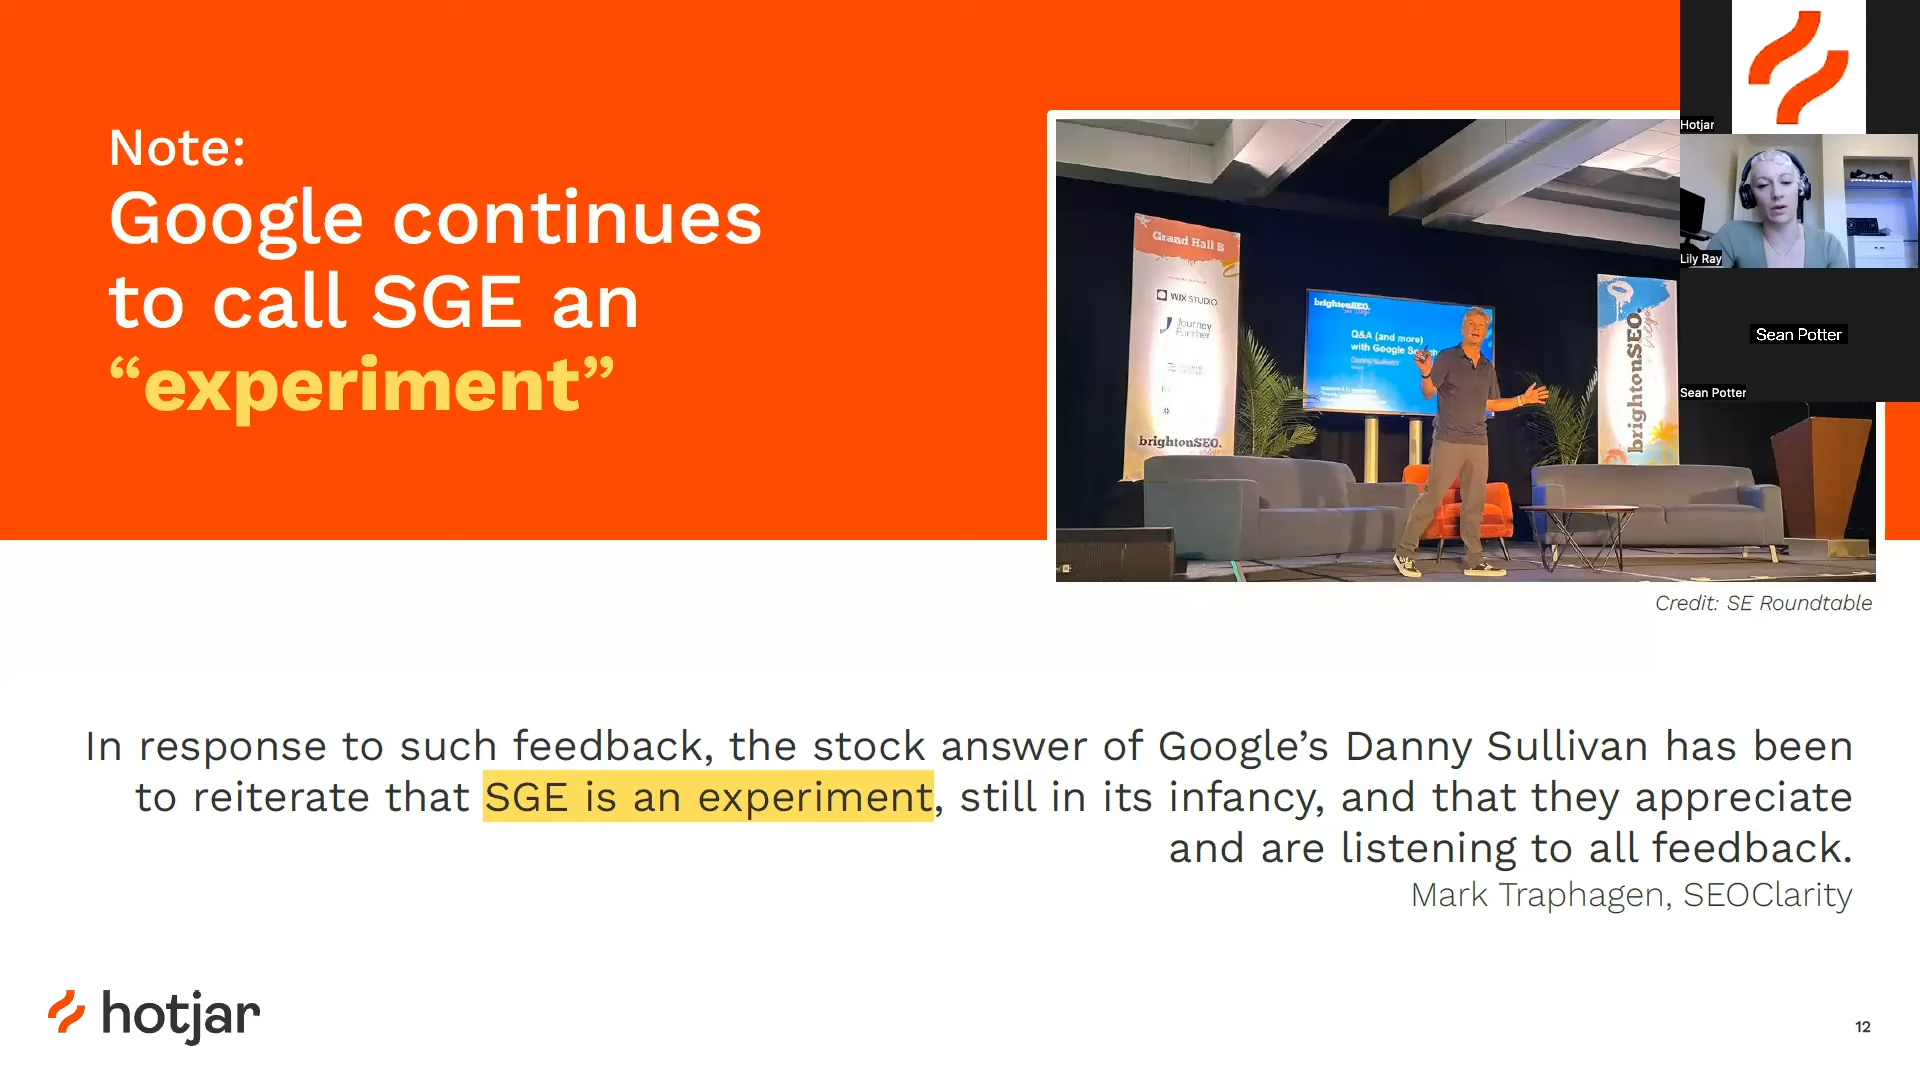 Note:
Google continues
to call SGE an
“experiment”
Grand Hall B
WIX STUDIO
Journey
Further
brightonSEO.
brightonSEO.
Q&A (and more)
with Google Search
brightonSEO.
Hotjar
Lily Ray
Sean Potter
Sean Potter
Credit: SE Roundtable
In response to such feedback, the stock answer of Google’s Danny Sullivan has been
to reiterate that SGE is an experiment, still in its infancy, and that they appreciate
and are listening to all feedback.
Mark Traphagen, SEOClarity
hotjar
12